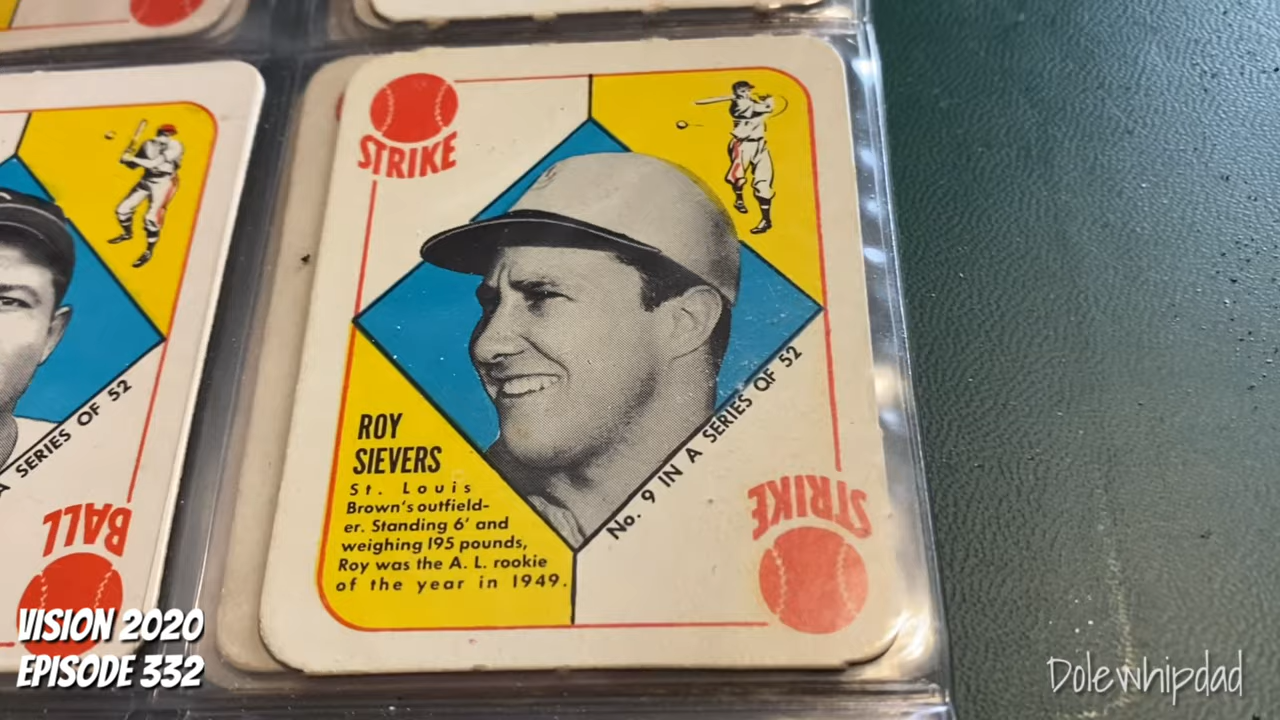 STRIKE
ROY
SIEVERS
St. Louis
Brown's outfield-
er. Standing 6' and
weighing 195 pounds,
Roy was the A. L. rookie
of the year in 1949.
No. 9 IN A SERIES OF 52
STRIKE
A SERIES OF 52
BALL
VISION 2020
EPISODE 332
Dolewhipdad